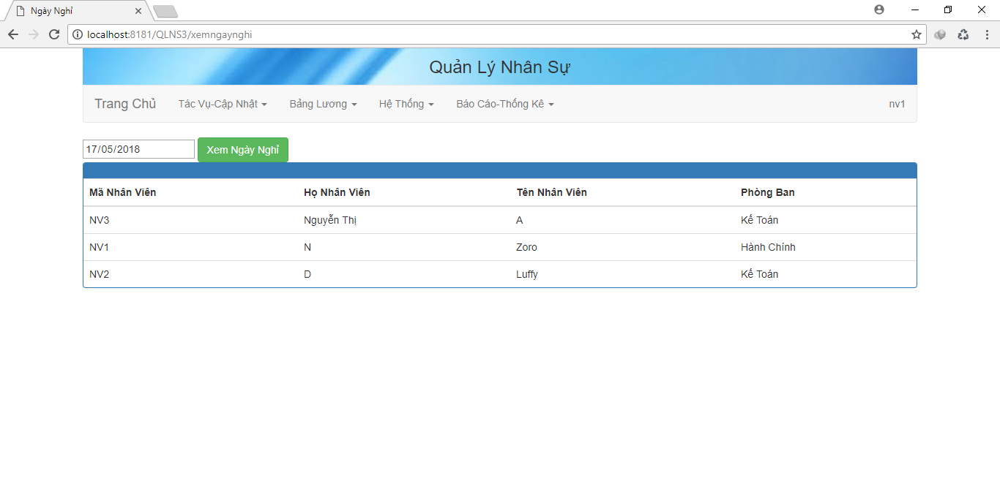 Ngày Nghỉ
localhost:8181/QLNS3/xemngaynghi
Quản Lý Nhân Sự
Trang Chủ Tác Vụ-Cập Nhật Bảng Lương Hệ Thống Báo Cáo-Thống Kê nv1
17/05/2018 Xem Ngày Nghỉ
Mã Nhân Viên Họ Nhân Viên Tên Nhân Viên Phòng Ban
NV3 Nguyễn Thị A Kế Toán
NV1 N Zoro Hành Chính
NV2 D Luffy Kế Toán